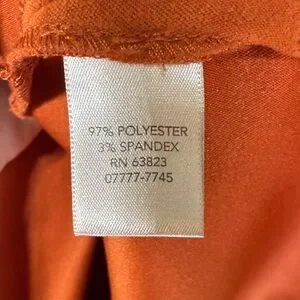 97% POLYESTER
3% SPANDEX
RN 63823
07777-7745